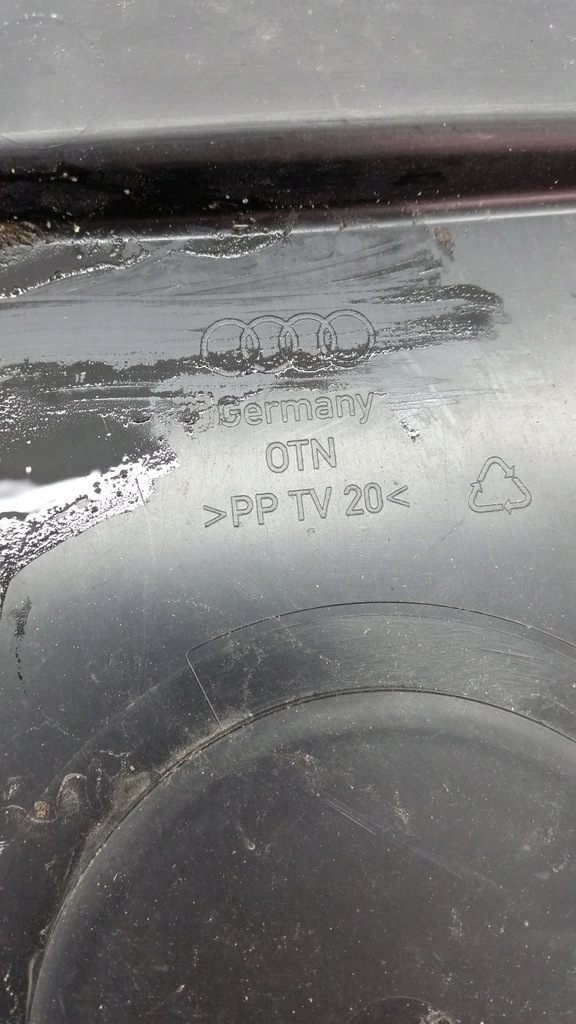 Germany
OTN
>PP TV 20<